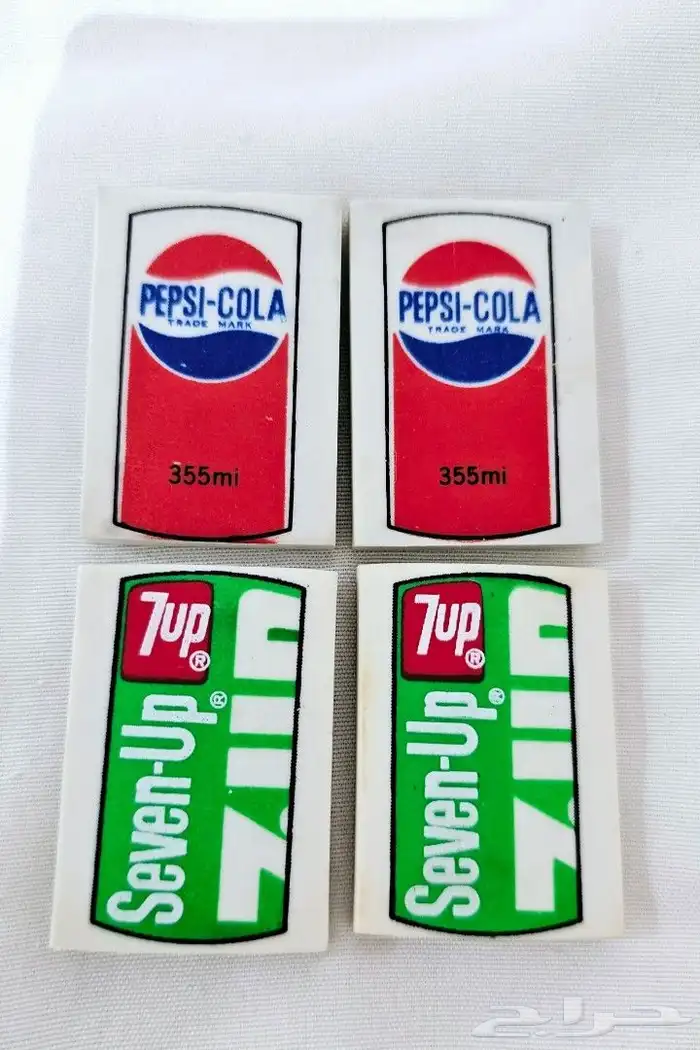 PEPSI-COLA
TRADE MARK
355mi
PEPSI-COLA
TRADE MARK
355mi
7up®
Seven-Up®
7UP
7up®
Seven-Up®
7UP
حراج